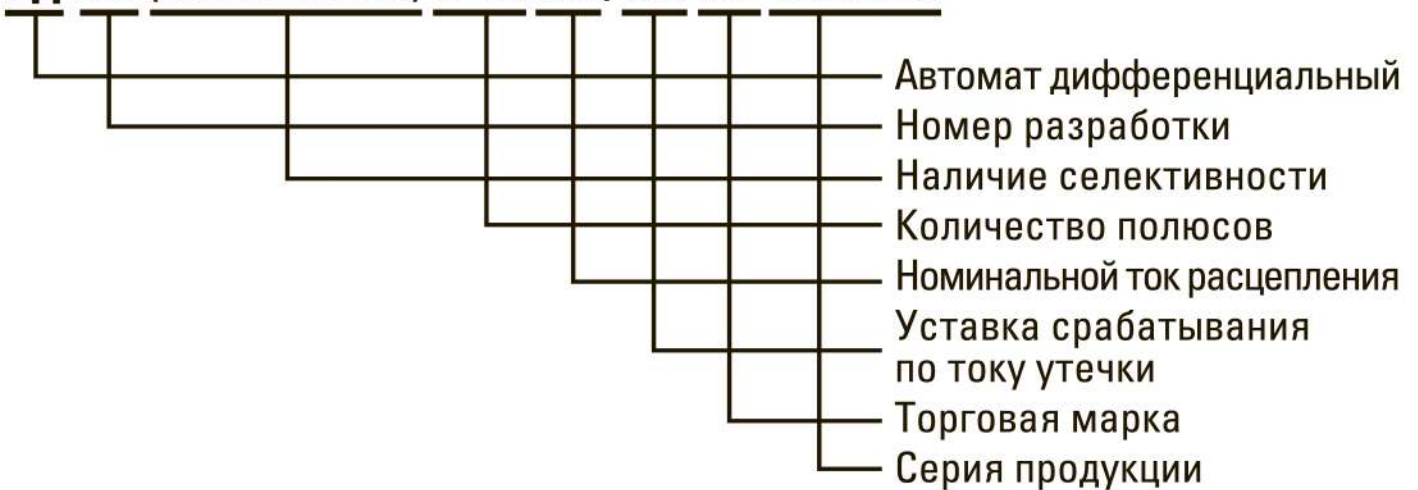 Автомат дифференциальный
Номер разработки
Наличие селективности
Количество полюсов
Номинальной ток расцепления
Уставка срабатывания
по току утечки
Торговая марка
Серия продукции